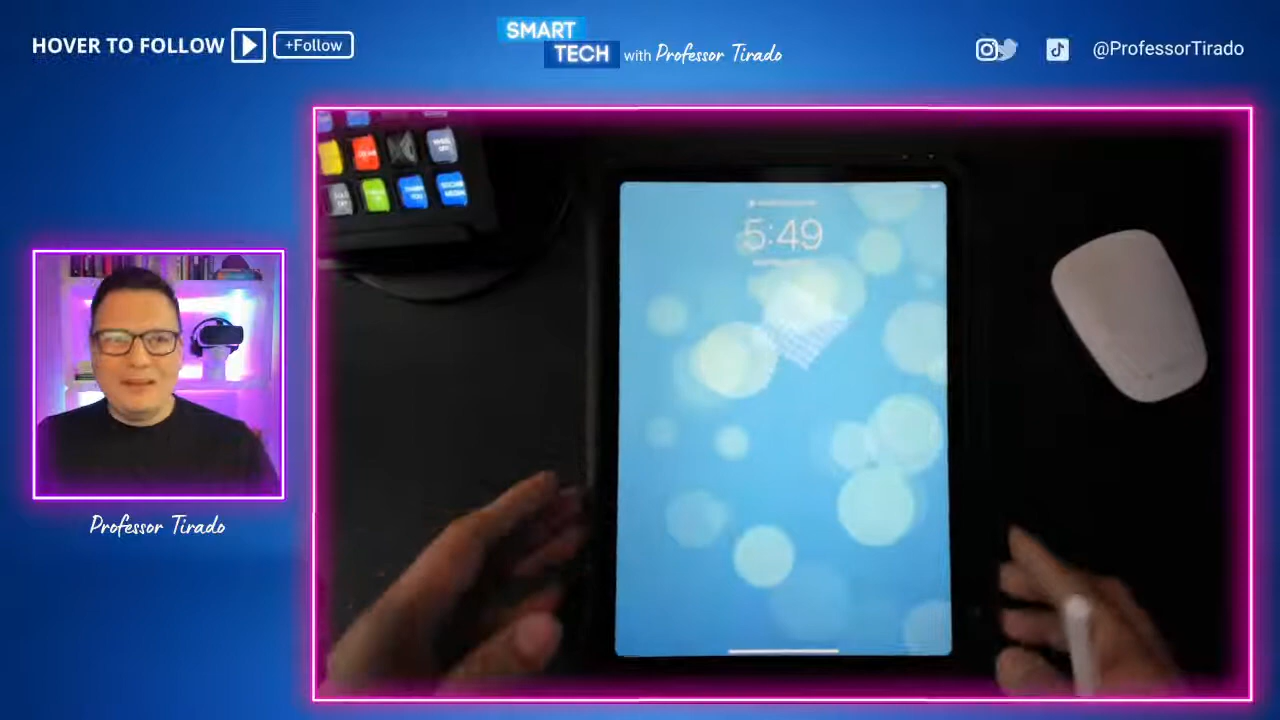 HOVER TO FOLLOW
+Follow
SMART
TECH with Professor Tirado
@ProfessorTirado
5:49
Professor Tirado